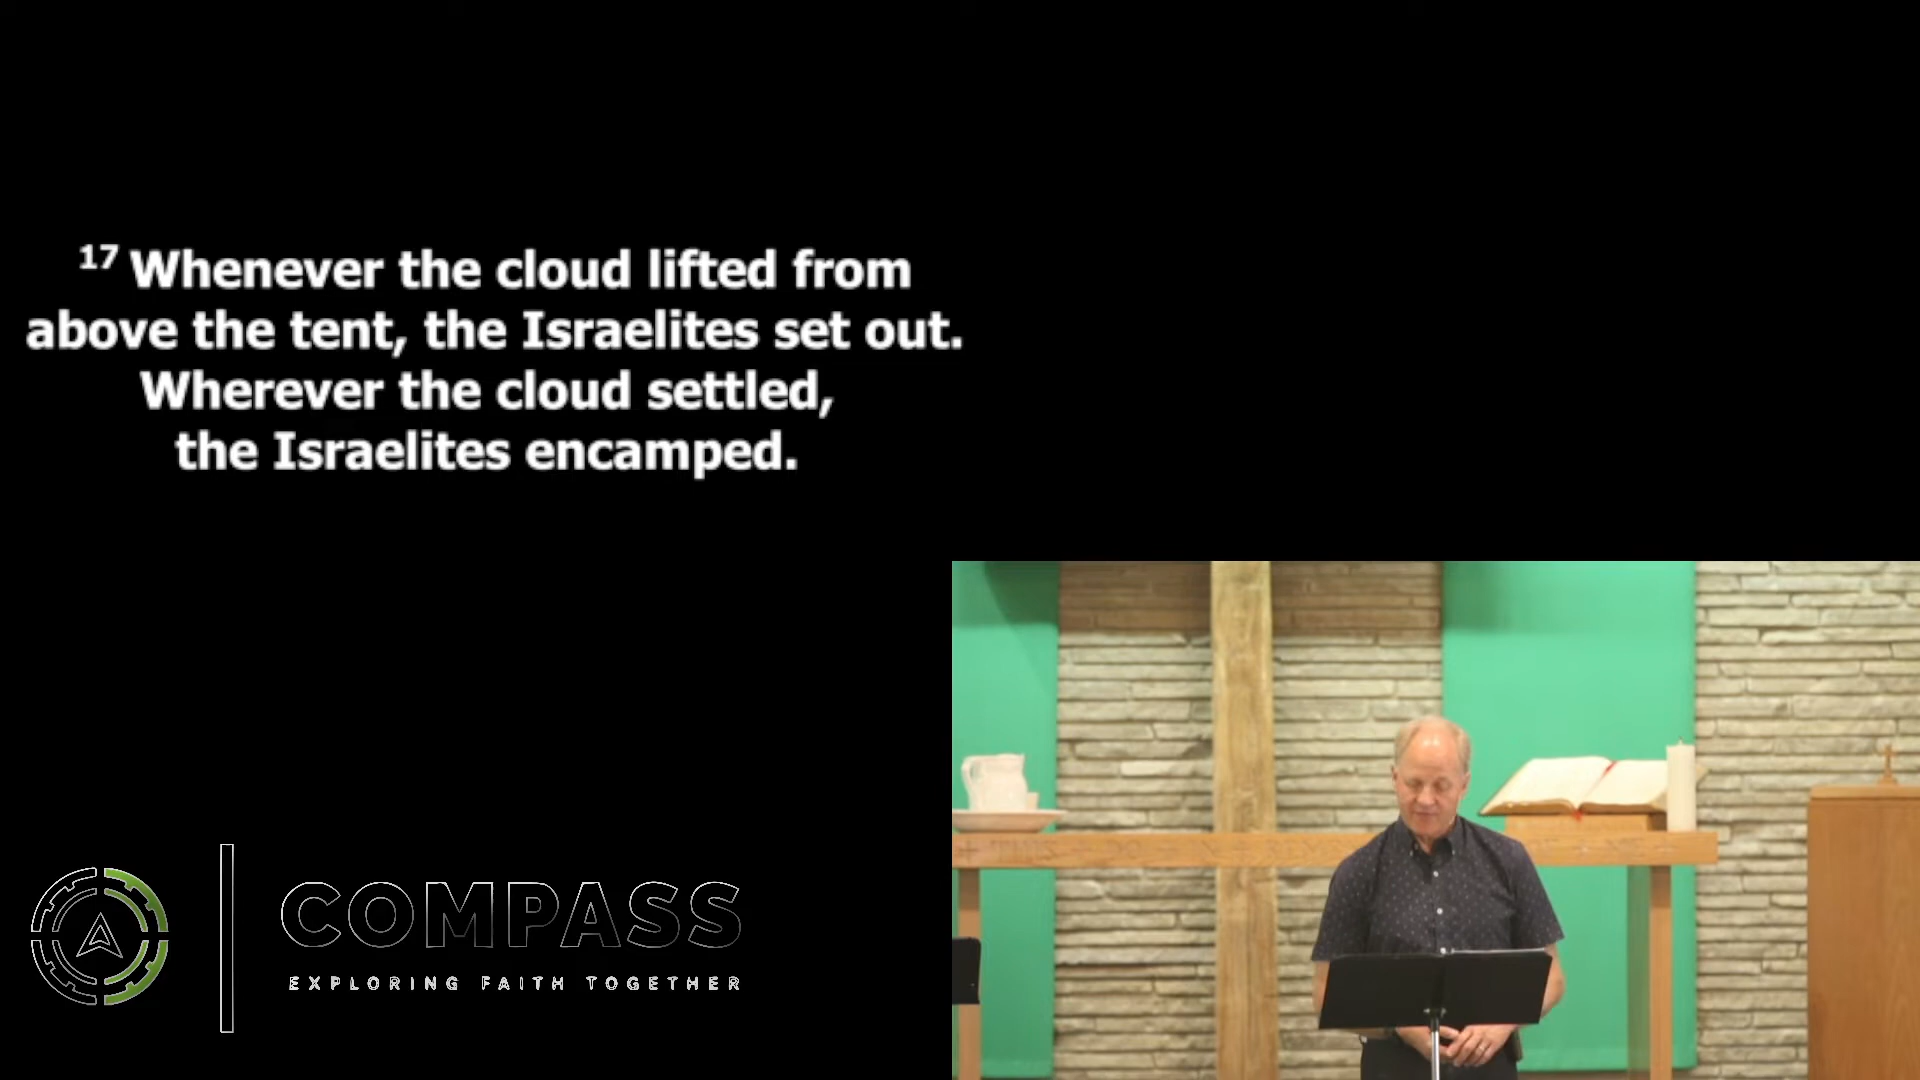 17 Whenever the cloud lifted from
above the tent, the Israelites set out.
Wherever the cloud settled,
the Israelites encamped.
COMPASS
EXPLORING FAITH TOGETHER